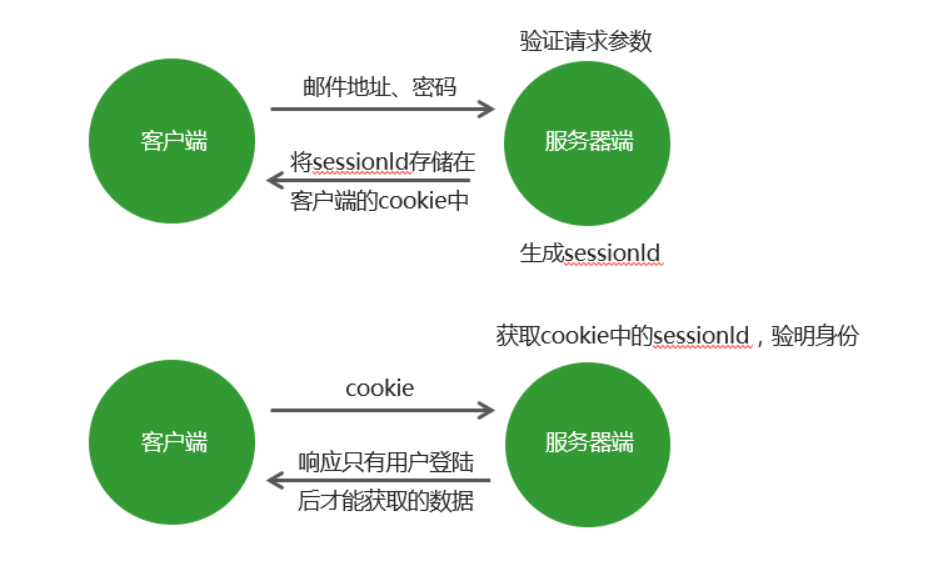 验证请求参数
邮件地址、密码
客户端
服务器端
将sessionId存储在
客户端的cookie中
生成sessionId
获取cookie中的sessionId，验明身份
cookie
客户端
服务器端
响应只有用户登陆
后才能获取的数据